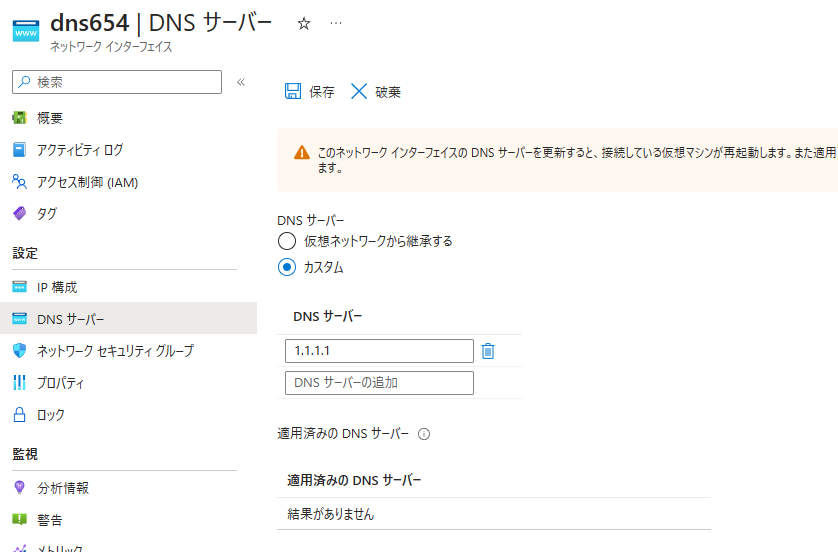 dns654 | DNS サーバー ☆ …
ネットワーク インターフェイス
検索 «
保存 破棄
概要
アクティビティ ログ
アクセス制御 (IAM)
タグ
設定
IP 構成
DNS サーバー
ネットワーク セキュリティ グループ
プロパティ
ロック
監視
分析情報
警告
メトリック
このネットワーク インターフェイスの DNS サーバーを更新すると、接続している仮想マシンが再起動します。また適用
ます。
DNS サーバー
仮想ネットワークから継承する
カスタム
DNS サーバー
1.1.1.1
DNS サーバーの追加
適用済みの DNS サーバー
適用済みの DNS サーバー
結果がありません